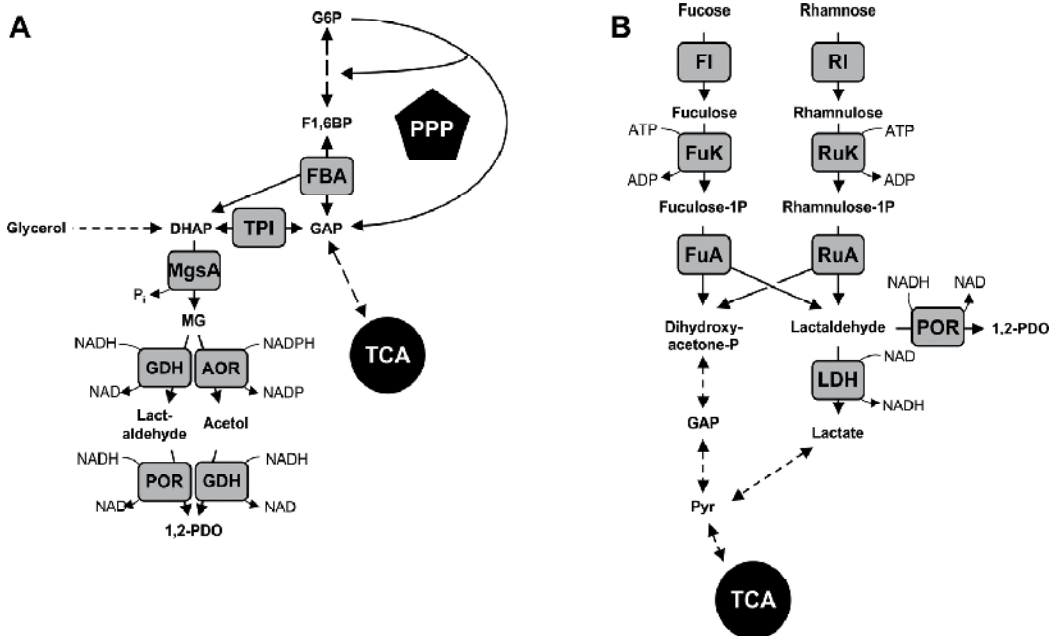 A
G6P
F1,6BP
PPP
FBA
Glycerol
DHAP
TPI
GAP
MgsA
Pi
MG
TCA
NADH
NADPH
GDH
AOR
NAD
NADP
Lact-
aldehyde
Acetol
NADH
NADH
POR
GDH
NAD
NAD
1,2-PDO
B
Fucose
Rhamnose
FI
RI
Fuculose
Rhamnulose
ATP
ATP
FuK
RuK
ADP
ADP
Fuculose-1P
Rhamnulose-1P
FuA
RuA
NADH
NAD
Dihydroxy-
acetone-P
Lactaldehyde
POR
1,2-PDO
NAD
LDH
NADH
GAP
Lactate
Pyr
TCA